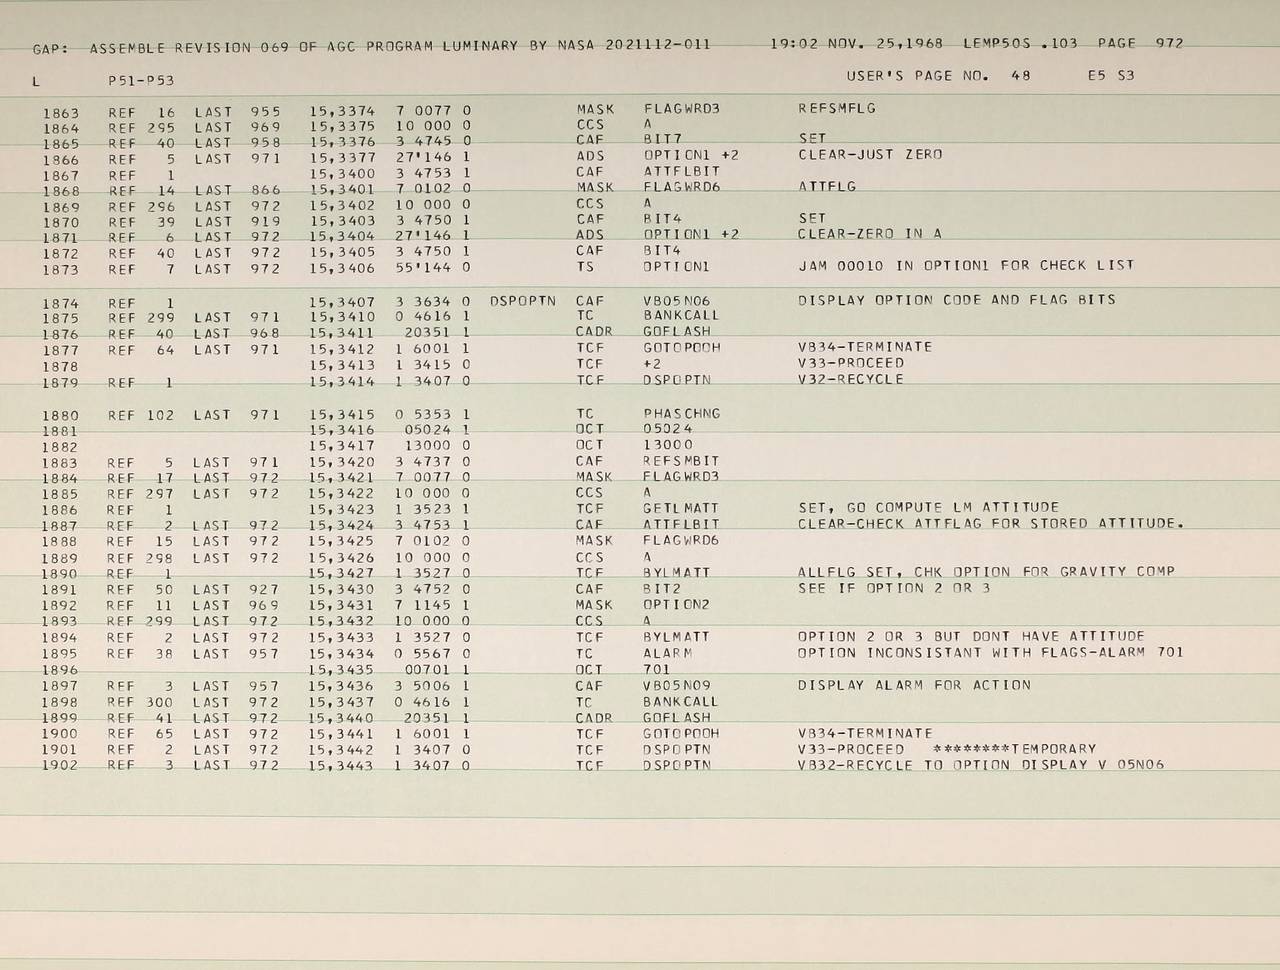 GAP: ASSEMBLE REVISION 069 OF AGC PROGRAM LUMINARY BY NASA 2021112-011 19:02 NOV. 25,1968 LEMP50S .103 PAGE 972
L P51-P53 USER'S PAGE NO. 48 E5 S3
1863 REF 16 LAST 955 15,3374 7 0077 0 MASK FLAGWRD3 REFSMFLG
1864 REF 295 LAST 969 15,3375 10 000 0 CCS A
1865 REF 40 LAST 958 15,3376 3 4745 0 CAF BIT7 SET
1866 REF 5 LAST 971 15,3377 27'146 1 ADS OPTION1 +2 CLEAR-JUST ZERO
1867 REF 1 15,3400 3 4753 1 CAF ATTFLBIT
1868 REF 14 LAST 866 15,3401 7 0102 0 MASK FLAGWRD6 ATTFLG
1869 REF 296 LAST 972 15,3402 10 000 0 CCS A
1870 REF 39 LAST 919 15,3403 3 4750 1 CAF BIT4 SET
1871 REF 6 LAST 972 15,3404 27'146 1 ADS OPTION1 +2 CLEAR-ZERO IN A
1872 REF 40 LAST 972 15,3405 3 4750 1 CAF BIT4
1873 REF 7 LAST 972 15,3406 55'144 0 TS OPTION1 JAM 00010 IN OPTION1 FOR CHECK LIST
1874 REF 1 15,3407 3 3634 0 DSPOPTN CAF VB05N06 DISPLAY OPTION CODE AND FLAG BITS
1875 REF 299 LAST 971 15,3410 0 4616 1 TC BANKCALL
1876 REF 40 LAST 968 15,3411 20351 1 CADR GOFLASH
1877 REF 64 LAST 971 15,3412 1 6001 1 TCF GOTOPOOH VB34-TERMINATE
1878 15,3413 1 3415 0 TCF +2 V33-PROCEED
1879 REF 1 15,3414 1 3407 0 TCF DSPOPTN V32-RECYCLE
1880 REF 102 LAST 971 15,3415 0 5353 1 TC PHASCHNG
1881 15,3416 05024 1 OCT 05024
1882 15,3417 13000 0 OCT 13000
1883 REF 5 LAST 971 15,3420 3 4737 0 CAF REFSMBIT
1884 REF 17 LAST 972 15,3421 7 0077 0 MASK FLAGWRD3
1885 REF 297 LAST 972 15,3422 10 000 0 CCS A
1886 REF 1 15,3423 1 3523 1 TCF GETLMATT SET, GO COMPUTE LM ATTITUDE
1887 REF 2 LAST 972 15,3424 3 4753 1 CAF ATTFLBIT CLEAR-CHECK ATTFLAG FOR STORED ATTITUDE.
1888 REF 15 LAST 972 15,3425 7 0102 0 MASK FLAGWRD6
1889 REF 298 LAST 972 15,3426 10 000 0 CCS A
1890 REF 1 15,3427 1 3527 0 TCF BYLMATT ALLFLG SET, CHK OPTION FOR GRAVITY COMP
1891 REF 50 LAST 927 15,3430 3 4752 0 CAF BIT2 SEE IF OPTION 2 OR 3
1892 REF 11 LAST 969 15,3431 7 1145 1 MASK OPTION2
1893 REF 299 LAST 972 15,3432 10 000 0 CCS A
1894 REF 2 LAST 972 15,3433 1 3527 0 TCF BYLMATT OPTION 2 OR 3 BUT DONT HAVE ATTITUDE
1895 REF 38 LAST 957 15,3434 0 5567 0 TC ALARM OPTION INCONSISTANT WITH FLAGS-ALARM 701
1896 15,3435 00701 1 OCT 701
1897 REF 3 LAST 957 15,3436 3 5006 1 CAF VB05N09 DISPLAY ALARM FOR ACTION
1898 REF 300 LAST 972 15,3437 0 4616 1 TC BANKCALL
1899 REF 41 LAST 972 15,3440 20351 1 CADR GOFLASH
1900 REF 65 LAST 972 15,3441 1 6001 1 TCF GOTOPOOH VB34-TERMINATE
1901 REF 2 LAST 972 15,3442 1 3407 0 TCF DSPOPTN V33-PROCEED ********TEMPORARY
1902 REF 3 LAST 972 15,3443 1 3407 0 TCF DSPOPTN VB32-RECYCLE TO OPTION DISPLAY V 05N06